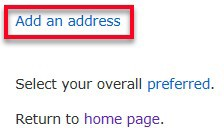 Add an address
Select your overall preferred.
Return to home page.